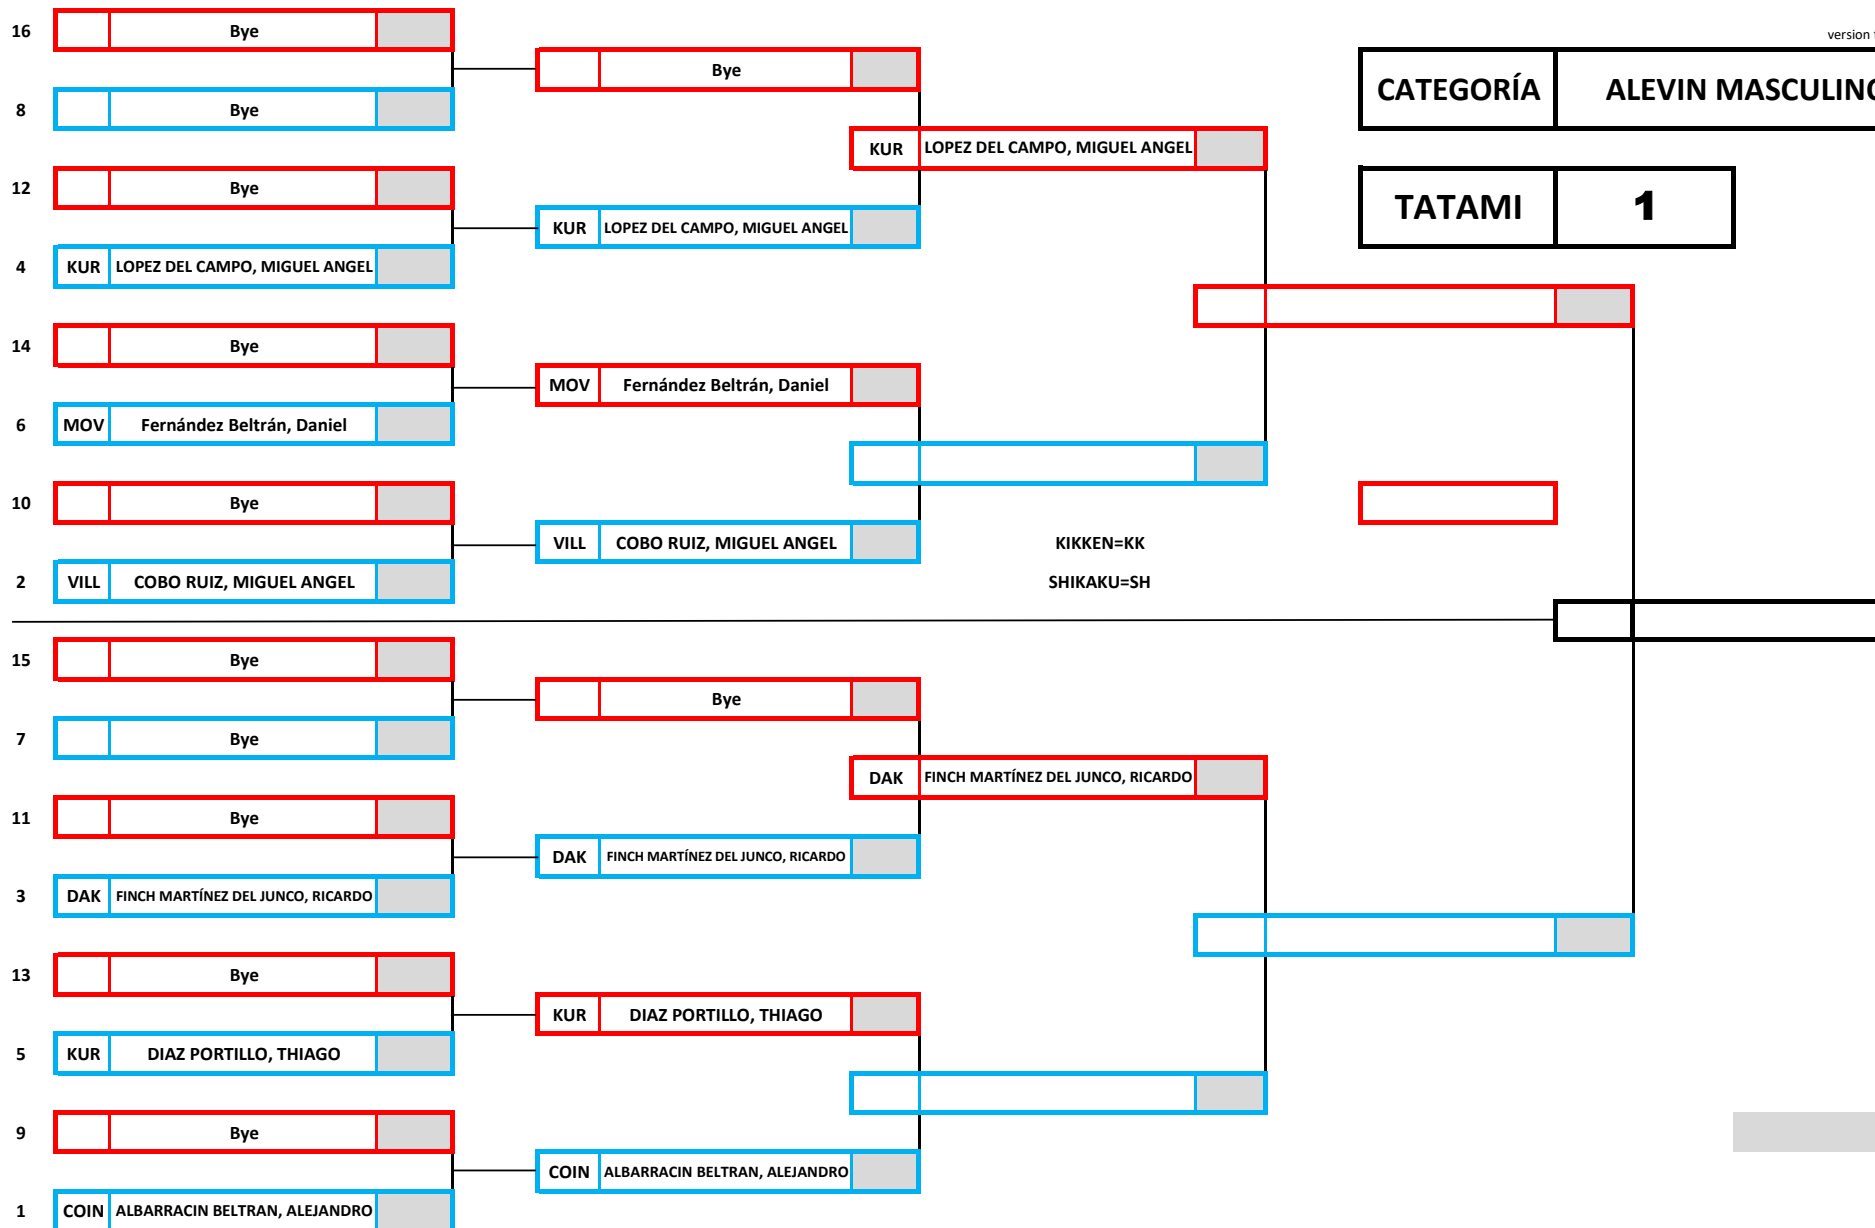 16 Bye
version
Bye
CATEGORÍA ALEVIN MASCULINO
8 Bye
KUR LOPEZ DEL CAMPO, MIGUEL ANGEL
12 Bye
TATAMI 1
KUR LOPEZ DEL CAMPO, MIGUEL ANGEL
4 KUR LOPEZ DEL CAMPO, MIGUEL ANGEL
14 Bye
MOV Fernández Beltrán, Daniel
6 MOV Fernández Beltrán, Daniel
10 Bye
VILL COBO RUIZ, MIGUEL ANGEL
KIKKEN=KK
2 VILL COBO RUIZ, MIGUEL ANGEL
SHIKAKU=SH
15 Bye
Bye
7 Bye
DAK FINCH MARTÍNEZ DEL JUNCO, RICARDO
11 Bye
DAK FINCH MARTÍNEZ DEL JUNCO, RICARDO
3 DAK FINCH MARTÍNEZ DEL JUNCO, RICARDO
13 Bye
KUR DIAZ PORTILLO, THIAGO
5 KUR DIAZ PORTILLO, THIAGO
9 Bye
COIN ALBARRACIN BELTRAN, ALEJANDRO
1 COIN ALBARRACIN BELTRAN, ALEJANDRO